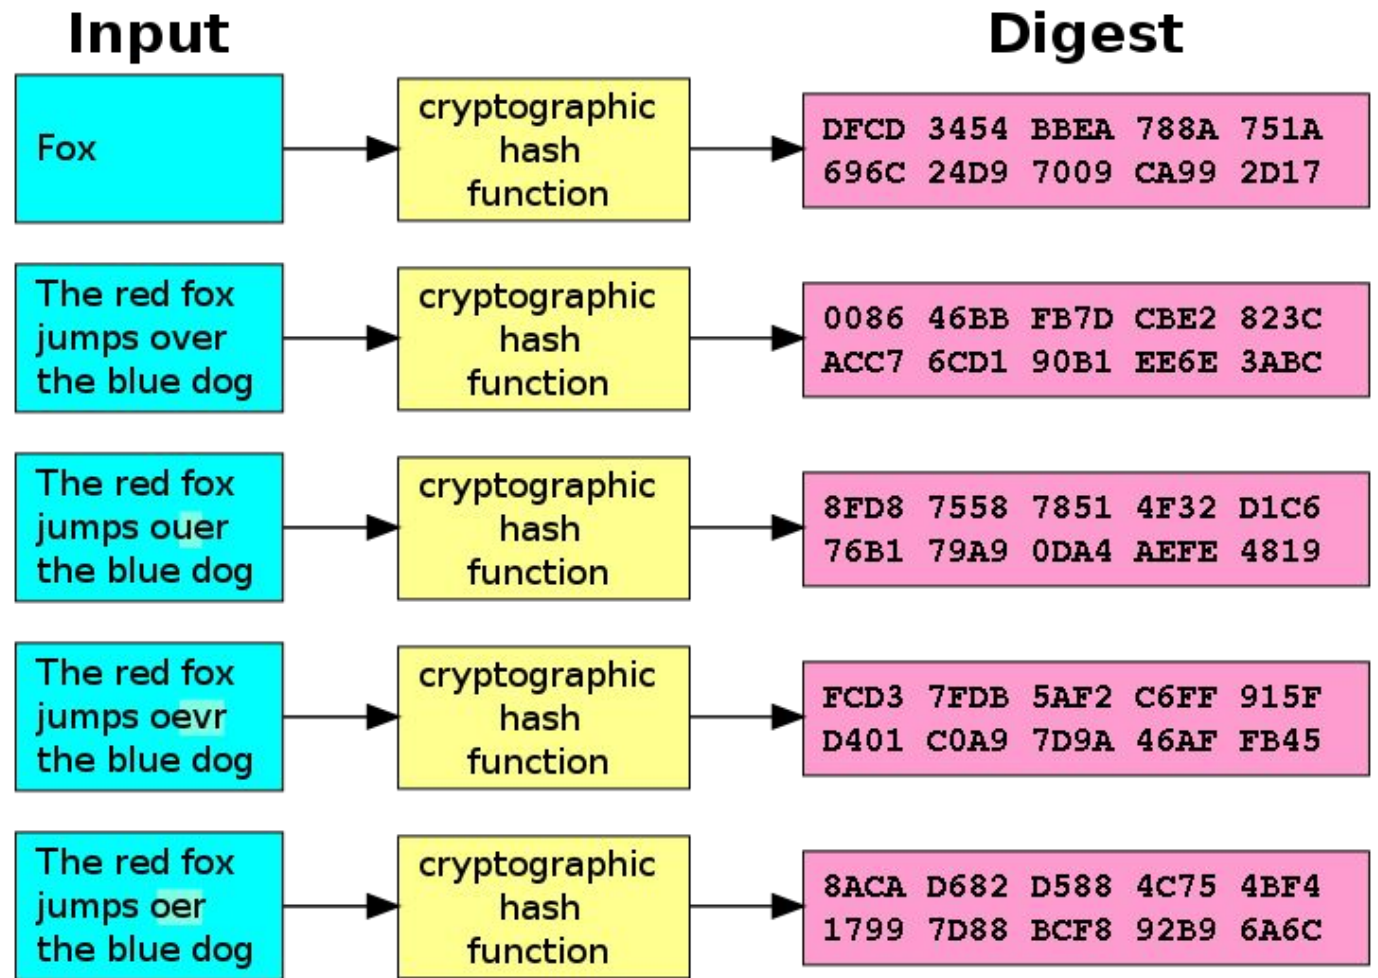 Input
Digest
Fox
cryptographic
hash
function
DFCD 3454 BBEA 788A 751A
696C 24D9 7009 CA99 2D17
The red fox
jumps over
the blue dog
cryptographic
hash
function
0086 46BB FB7D CBE2 823C
ACC7 6CD1 90B1 EE6E 3ABC
The red fox
jumps ouer
the blue dog
cryptographic
hash
function
8FD8 7558 7851 4F32 D1C6
76B1 79A9 0DA4 AEFE 4819
The red fox
jumps oevr
the blue dog
cryptographic
hash
function
FCD3 7FDB 5AF2 C6FF 915F
D401 C0A9 7D9A 46AF FB45
The red fox
jumps oer
the blue dog
cryptographic
hash
function
8ACA D682 D588 4C75 4BF4
1799 7D88 BCF8 92B9 6A6C